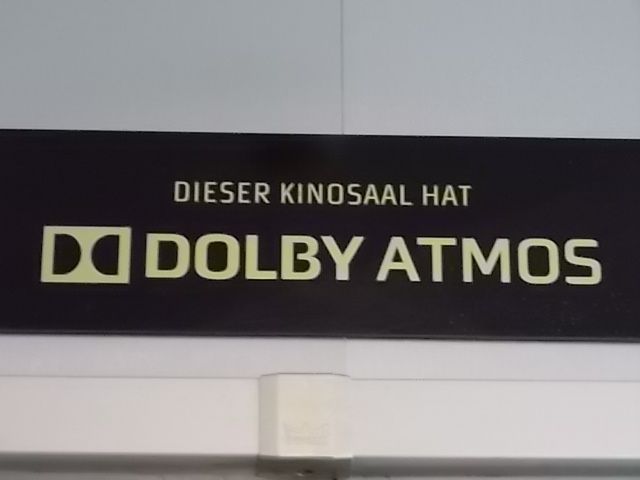 DIESER KINOSAAL HAT
DOLBY ATMOS